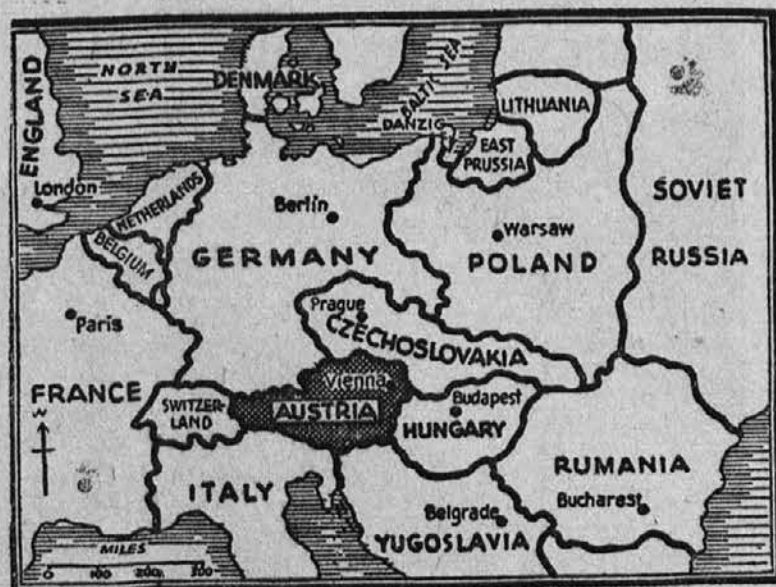 NORTH
SEA
DENMARK
BALTIC SEA
ENGLAND
LITHUANIA
DANZIG
EAST
PRUSSIA
London
NETHERLANDS
Berlin
SOVIET
RUSSIA
BELGIUM
GERMANY
Warsaw
POLAND
Paris
Prague
CZECHOSLOVAKIA
FRANCE
Vienna
SWITZER-
LAND
AUSTRIA
Budapest
HUNGARY
N
ITALY
RUMANIA
Belgrade
Bucharest
YUGOSLAVIA
MILES
0 100 200 300